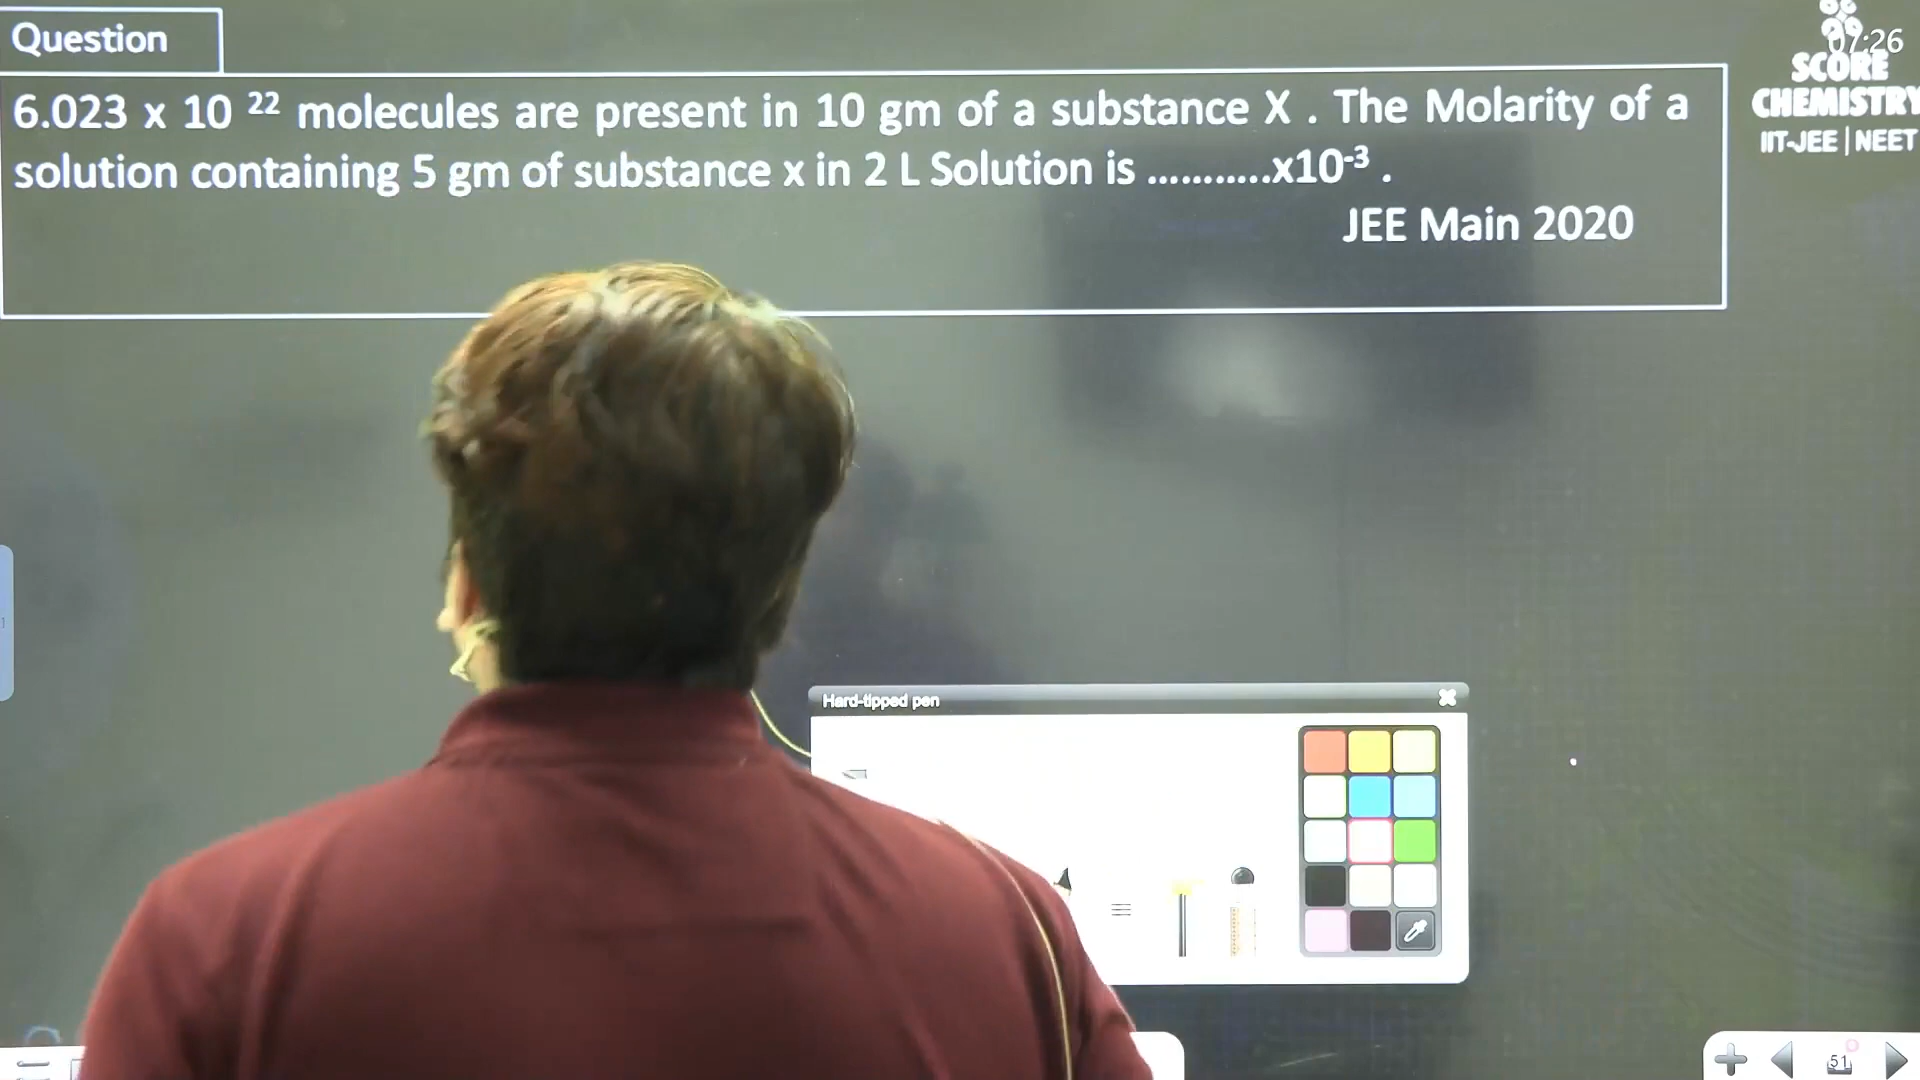 Question
07:26
SCORE
CHEMISTRY
IIT-JEE | NEET
6.023 x 10 22 molecules are present in 10 gm of a substance X . The Molarity of a
solution containing 5 gm of substance x in 2 L Solution is ...........x10-3 .
JEE Main 2020
Hard-tipped pen
51